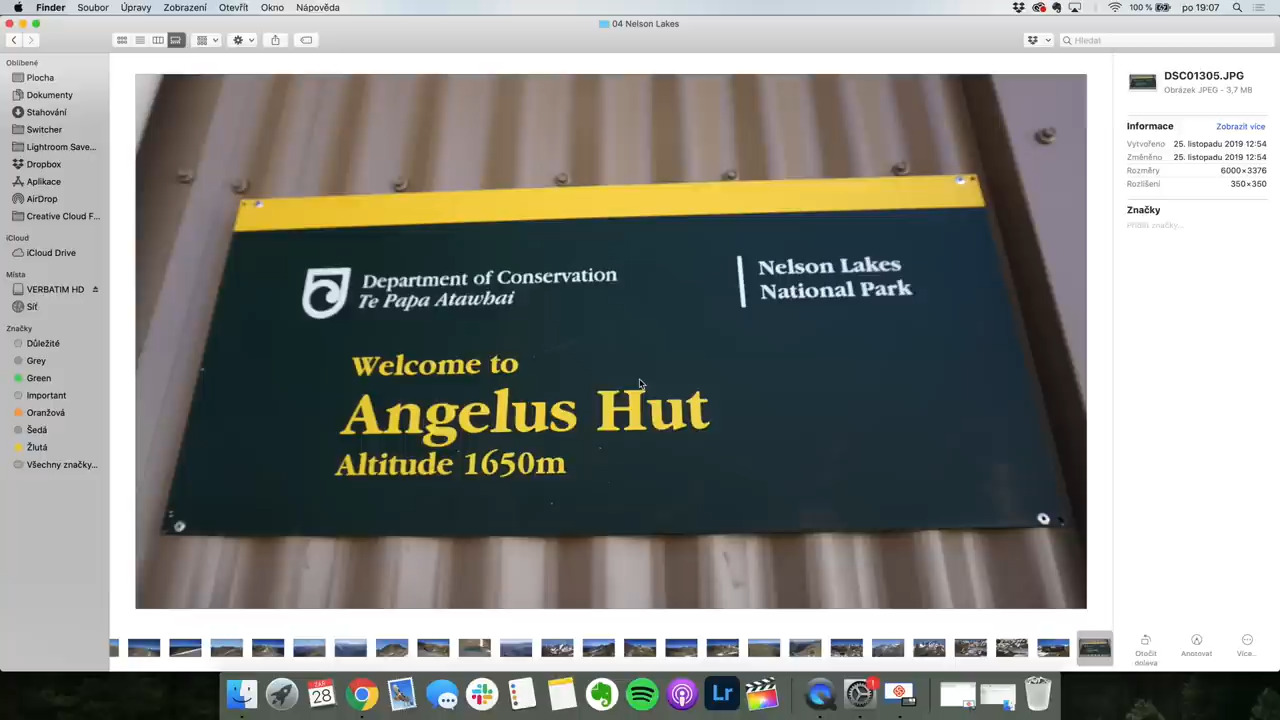 Finder Soubor Úpravy Zobrazení Otevřít Okno Nápověda
100 % po 19:07
04 Nelson Lakes
Hledat
Oblíbené
Plocha
Dokumenty
Stahování
Switcher
Lightroom Save...
Dropbox
Aplikace
AirDrop
Creative Cloud F...
iCloud
iCloud Drive
Místa
VERBATIM HD
Síť
Značky
Důležité
Grey
Green
Important
Oranžová
Šedá
Žlutá
Všechny značky...
Department of Conservation
Te Papa Atawhai
Nelson Lakes
National Park
Welcome to
Angelus Hut
Altitude 1650m
DSC01305.JPG
Obrázek JPEG - 3,7 MB
Informace Zobrazit více
Vytvořeno 25. listopadu 2019 12:54
Změněno 25. listopadu 2019 12:54
Rozměry 6000×3376
Rozlišení 350×350
Značky
Přidat značky...
Otočit
doleva
Anotovat
Více...
28
Lr
1